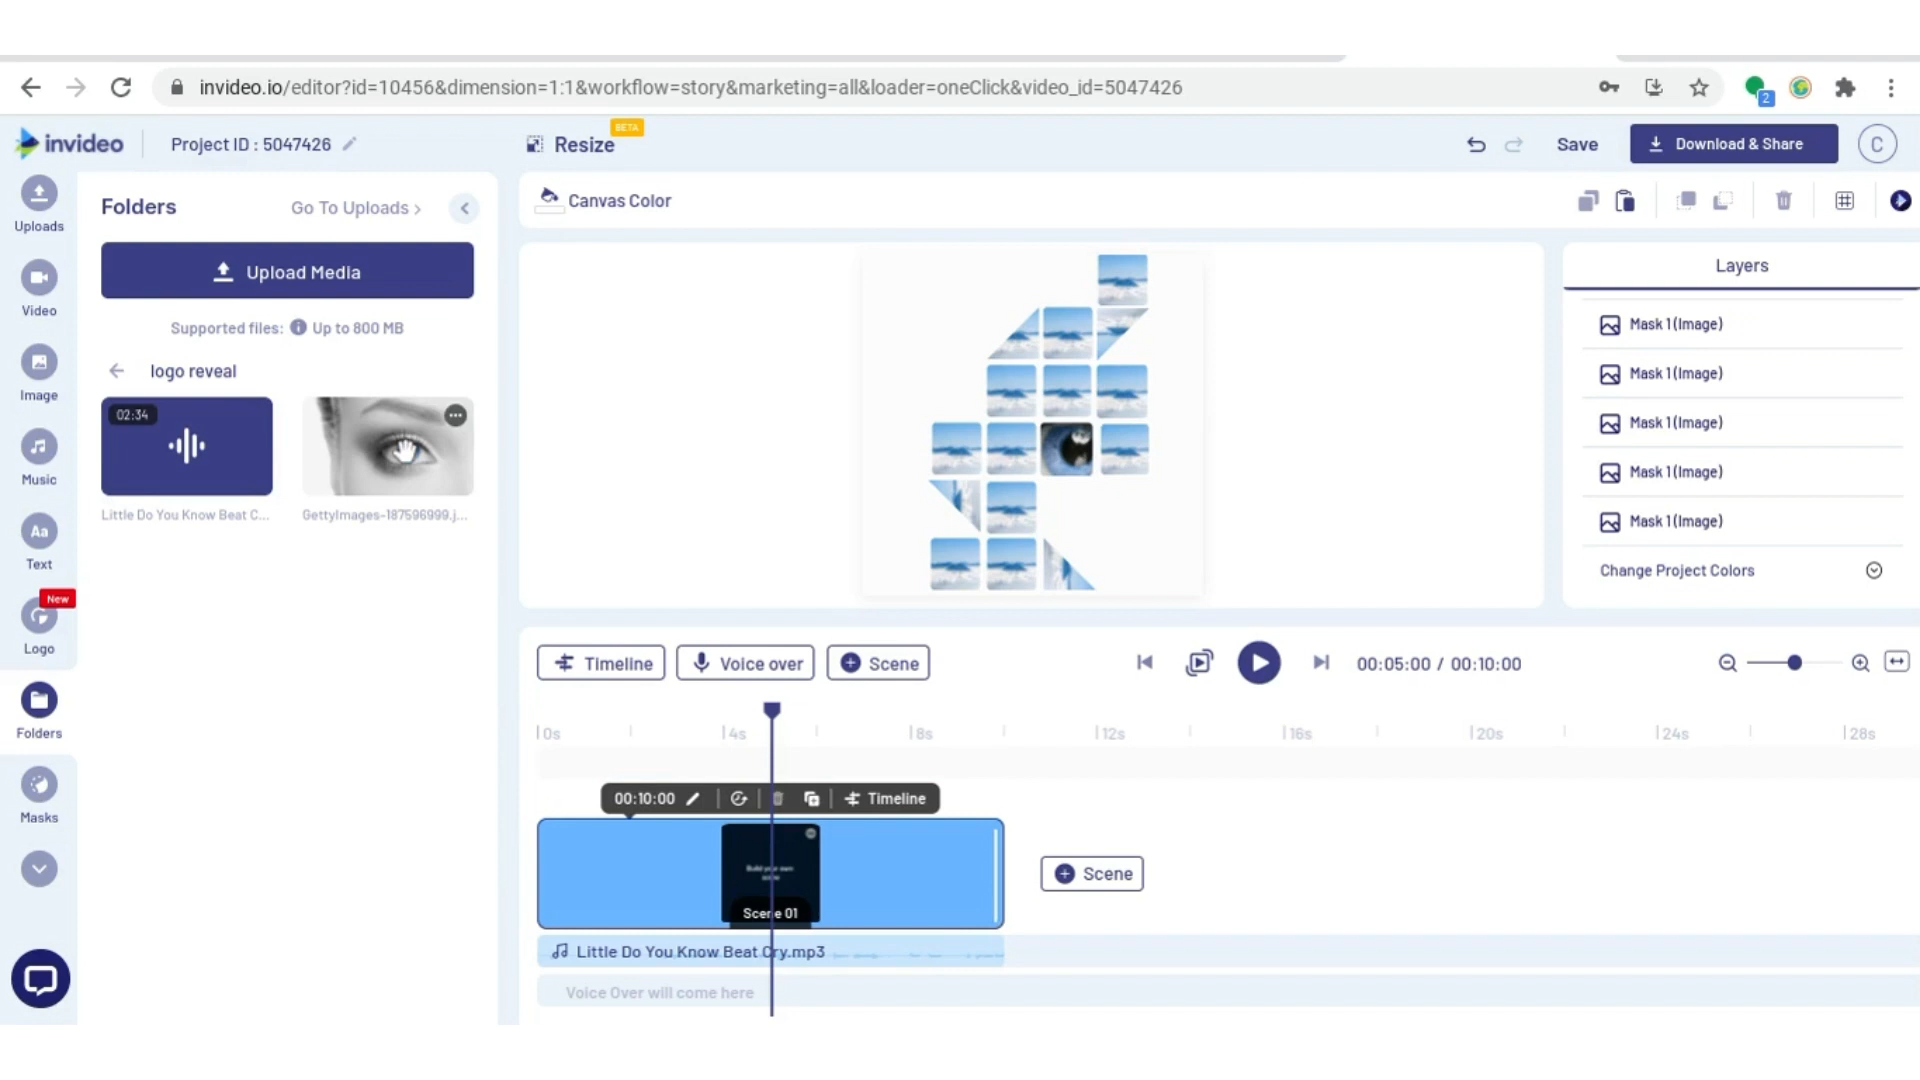 invideo.io/editor?id=10456&dimension=1:1&workflow=story&marketing=all&loader=oneClick&video_id=5047426
2
invideo
Project ID : 5047426
Resize
BETA
Save
Download & Share
C
Uploads
Video
Image
Music
Aa
Text
New
Logo
Folders
Masks
Folders
Go To Uploads
Upload Media
Supported files: Up to 800 MB
logo reveal
02:34
Little Do You Know Beat C...
GettyImages-187596999.j...
Canvas Color
Layers
Mask 1(Image)
Mask 1(Image)
Mask 1(Image)
Mask 1(Image)
Mask 1(Image)
Change Project Colors
Timeline
Voice over
Scene
00:05:00 / 00:10:00
0s
4s
8s
12s
16s
20s
24s
28s
00:10:00
Timeline
Build your own
scene
Scene 01
Scene
Little Do You Know Beat Cry.mp3
Voice Over will come here